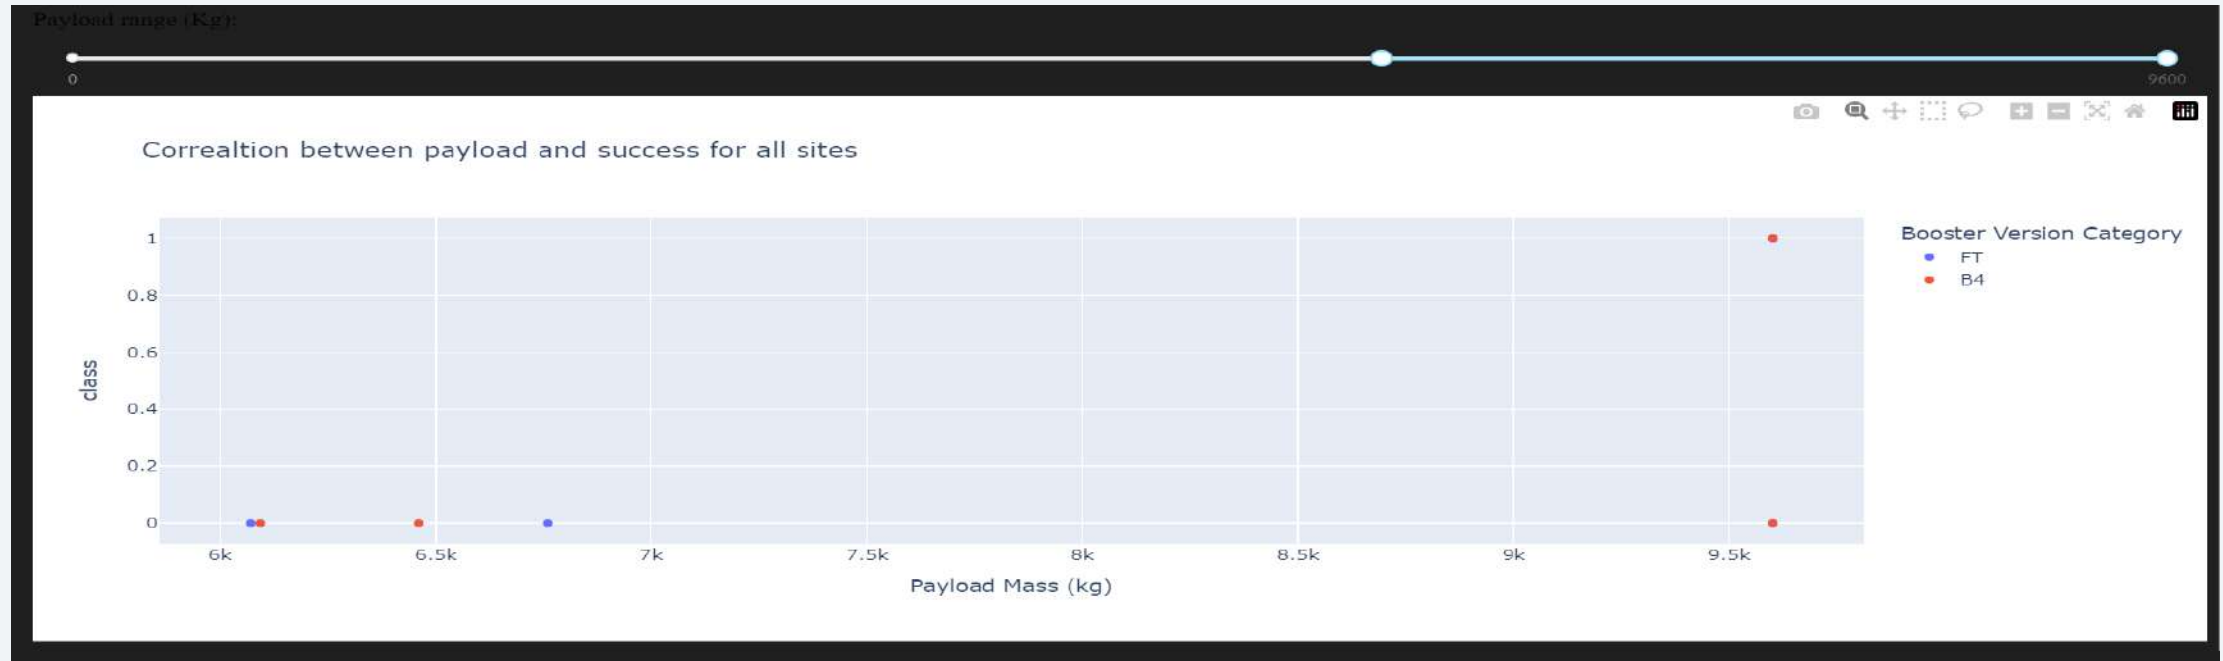 Payload range (Kg):
0
9600
Correaltion between payload and success for all sites
Booster Version Category
FT
B4
class
1
0.8
0.6
0.4
0.2
0
6k 6.5k 7k 7.5k 8k 8.5k 9k 9.5k
Payload Mass (kg)